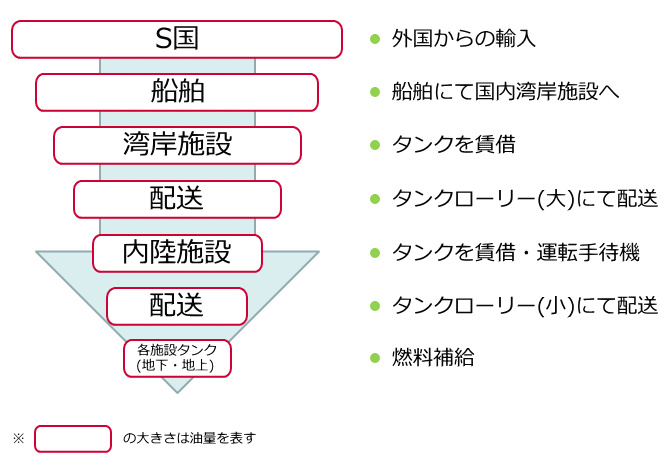 S国
外国からの輸入
船舶
船舶にて国内湾岸施設へ
湾岸施設
タンクを賃借
配送
タンクローリー(大)にて配送
内陸施設
タンクを賃借・運転手待機
配送
タンクローリー(小)にて配送
各施設タンク
(地下・地上)
燃料補給
※ の大きさは油量を表す